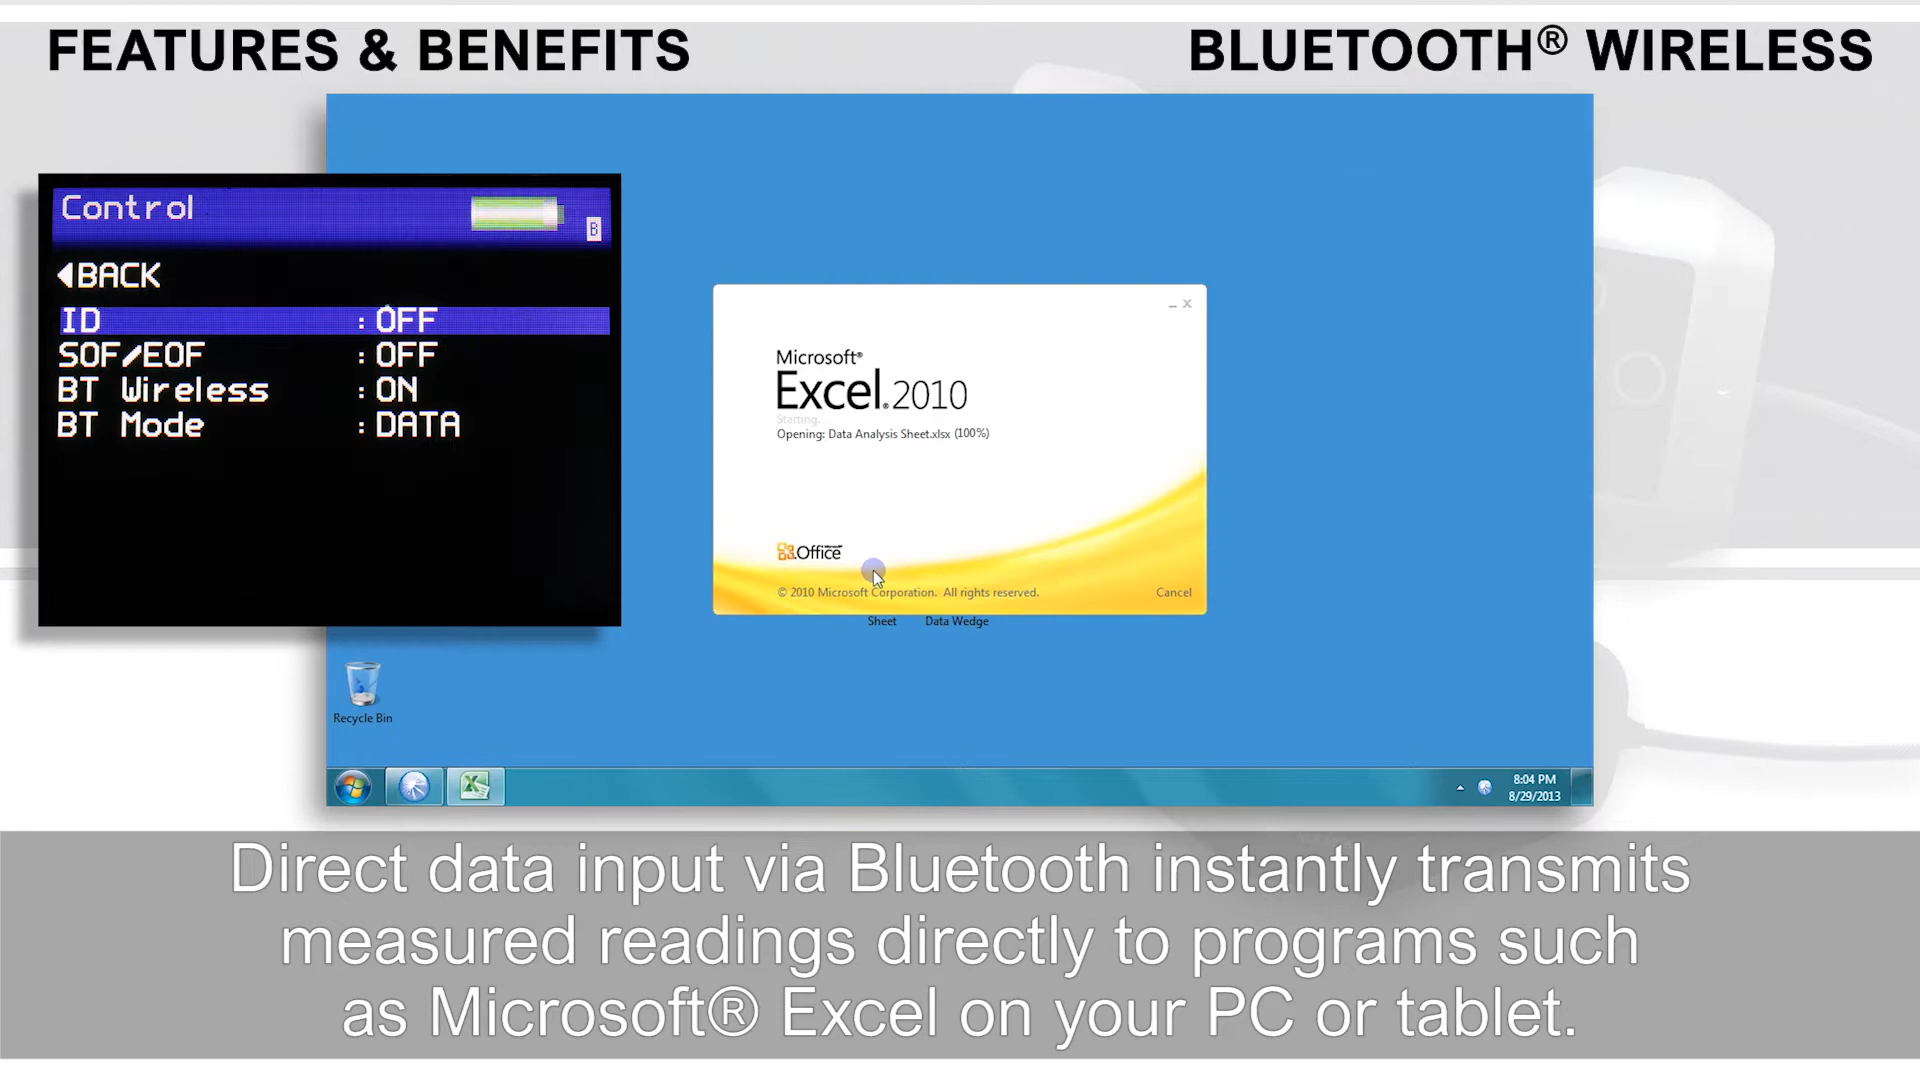 FEATURES & BENEFITS
BLUETOOTH® WIRELESS
Control
B
BACK
ID : OFF
SOF/EOF : OFF
BT Wireless : ON
BT Mode : DATA
Microsoft®
Excel® 2010
Starting.
Opening: Data Analysis Sheet.xlsx (100%)
Microsoft
Office
© 2010 Microsoft Corporation. All rights reserved.
Cancel
Sheet
Data Wedge
Recycle Bin
8:04 PM
8/29/2013
Direct data input via Bluetooth instantly transmits
measured readings directly to programs such
as Microsoft® Excel on your PC or tablet.